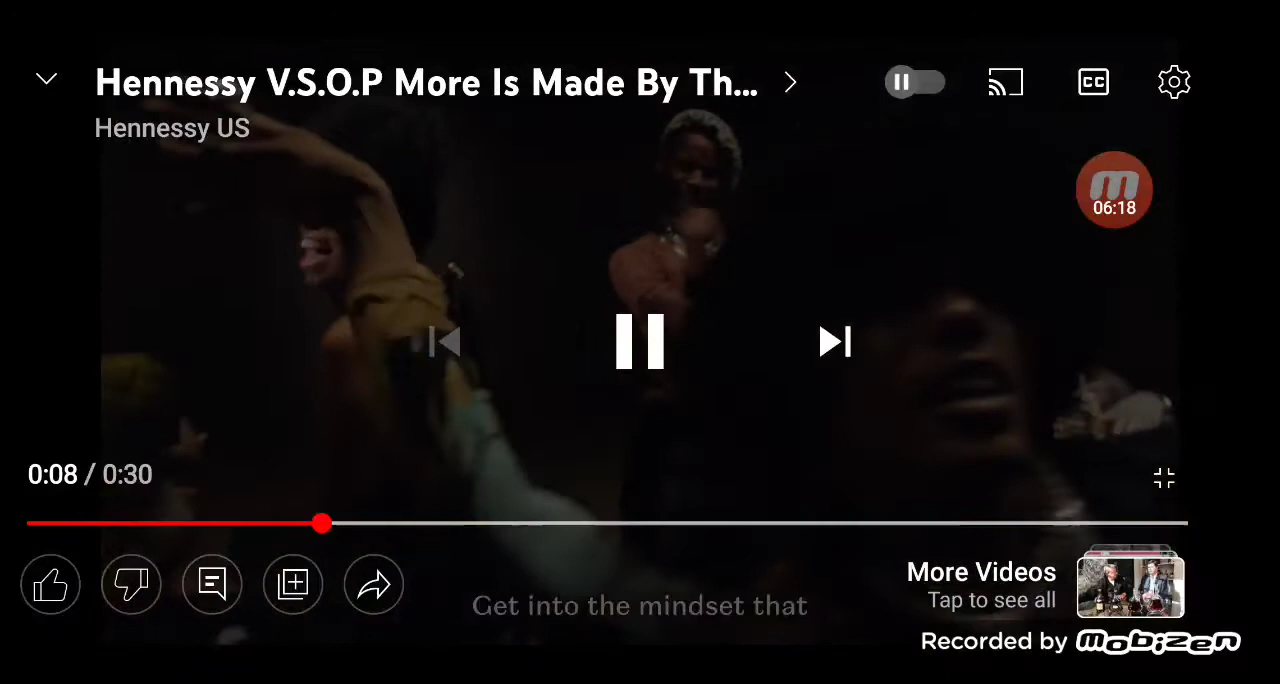 Hennessy V.S.O.P More Is Made By Th...
Hennessy US
CC
m
06:18
0:08 / 0:30
More Videos
Tap to see all
Get into the mindset that
Recorded by mobizen